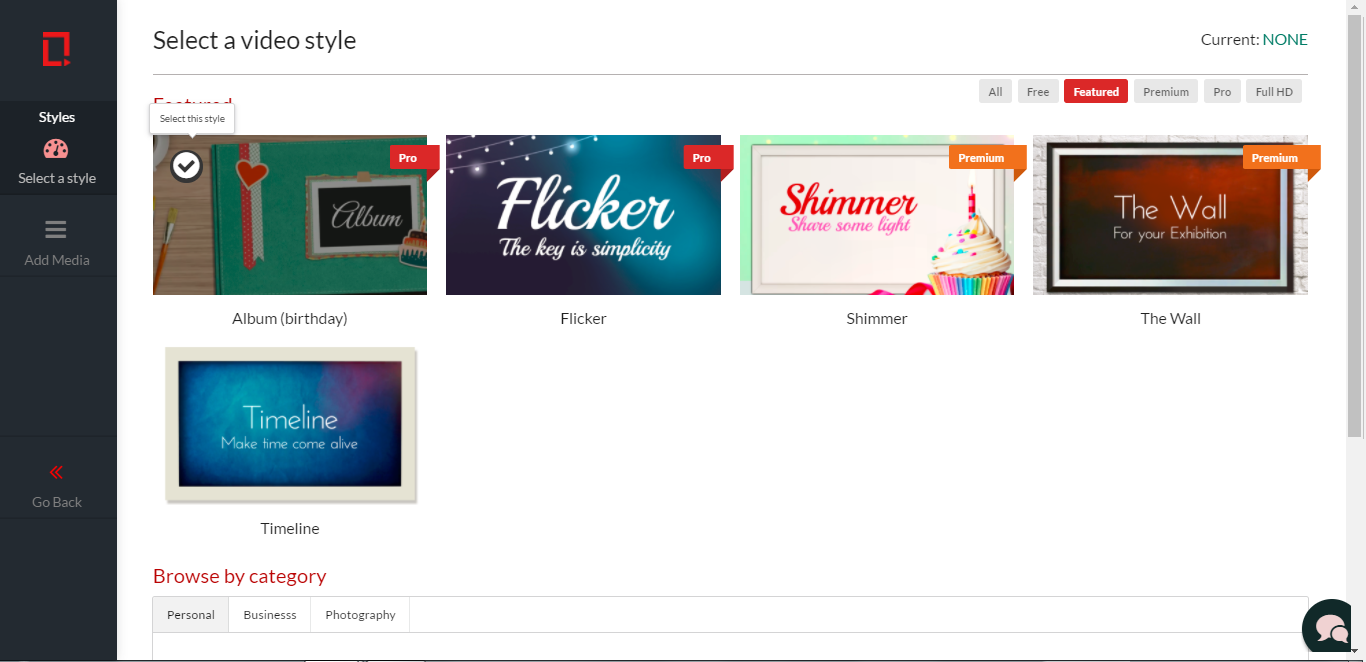 Select a video style
Current: NONE
All Free Featured Premium Pro Full HD
Featured
Styles
Select a style
Add Media
Go Back
Select this style
Pro
Album
Album (birthday)
Pro
Flicker
The key is simplicity
Flicker
Premium
Shimmer
Share some light
Shimmer
Premium
The Wall
For your Exhibition
The Wall
Timeline
Make time come alive
Timeline
Browse by category
Personal Businesss Photography